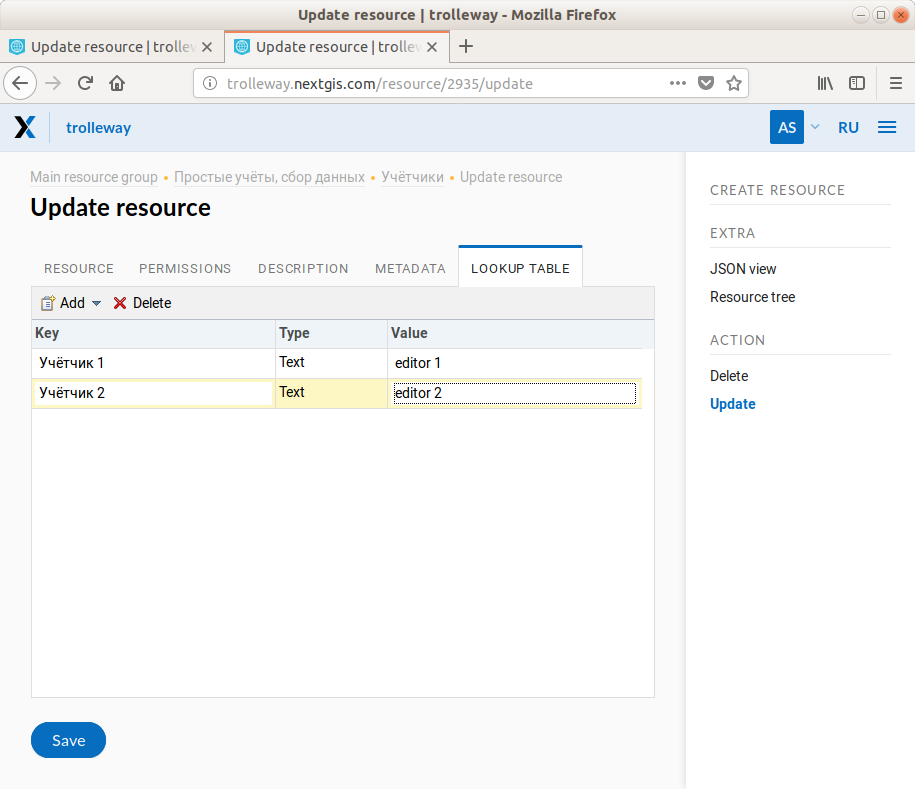 Update resource | trolleway - Mozilla Firefox
Update resource | trollew
Update resource | trollew
trolleway.nextgis.com/resource/2935/update
trolleway
AS
RU
Main resource group • Простые учёты, сбор данных • Учётчики • Update resource
Update resource
RESOURCE PERMISSIONS DESCRIPTION METADATA LOOKUP TABLE
Add Delete
Key Type Value
Учётчик 1 Text editor 1
Учётчик 2 Text editor 2
Save
CREATE RESOURCE
EXTRA
JSON view
Resource tree
ACTION
Delete
Update